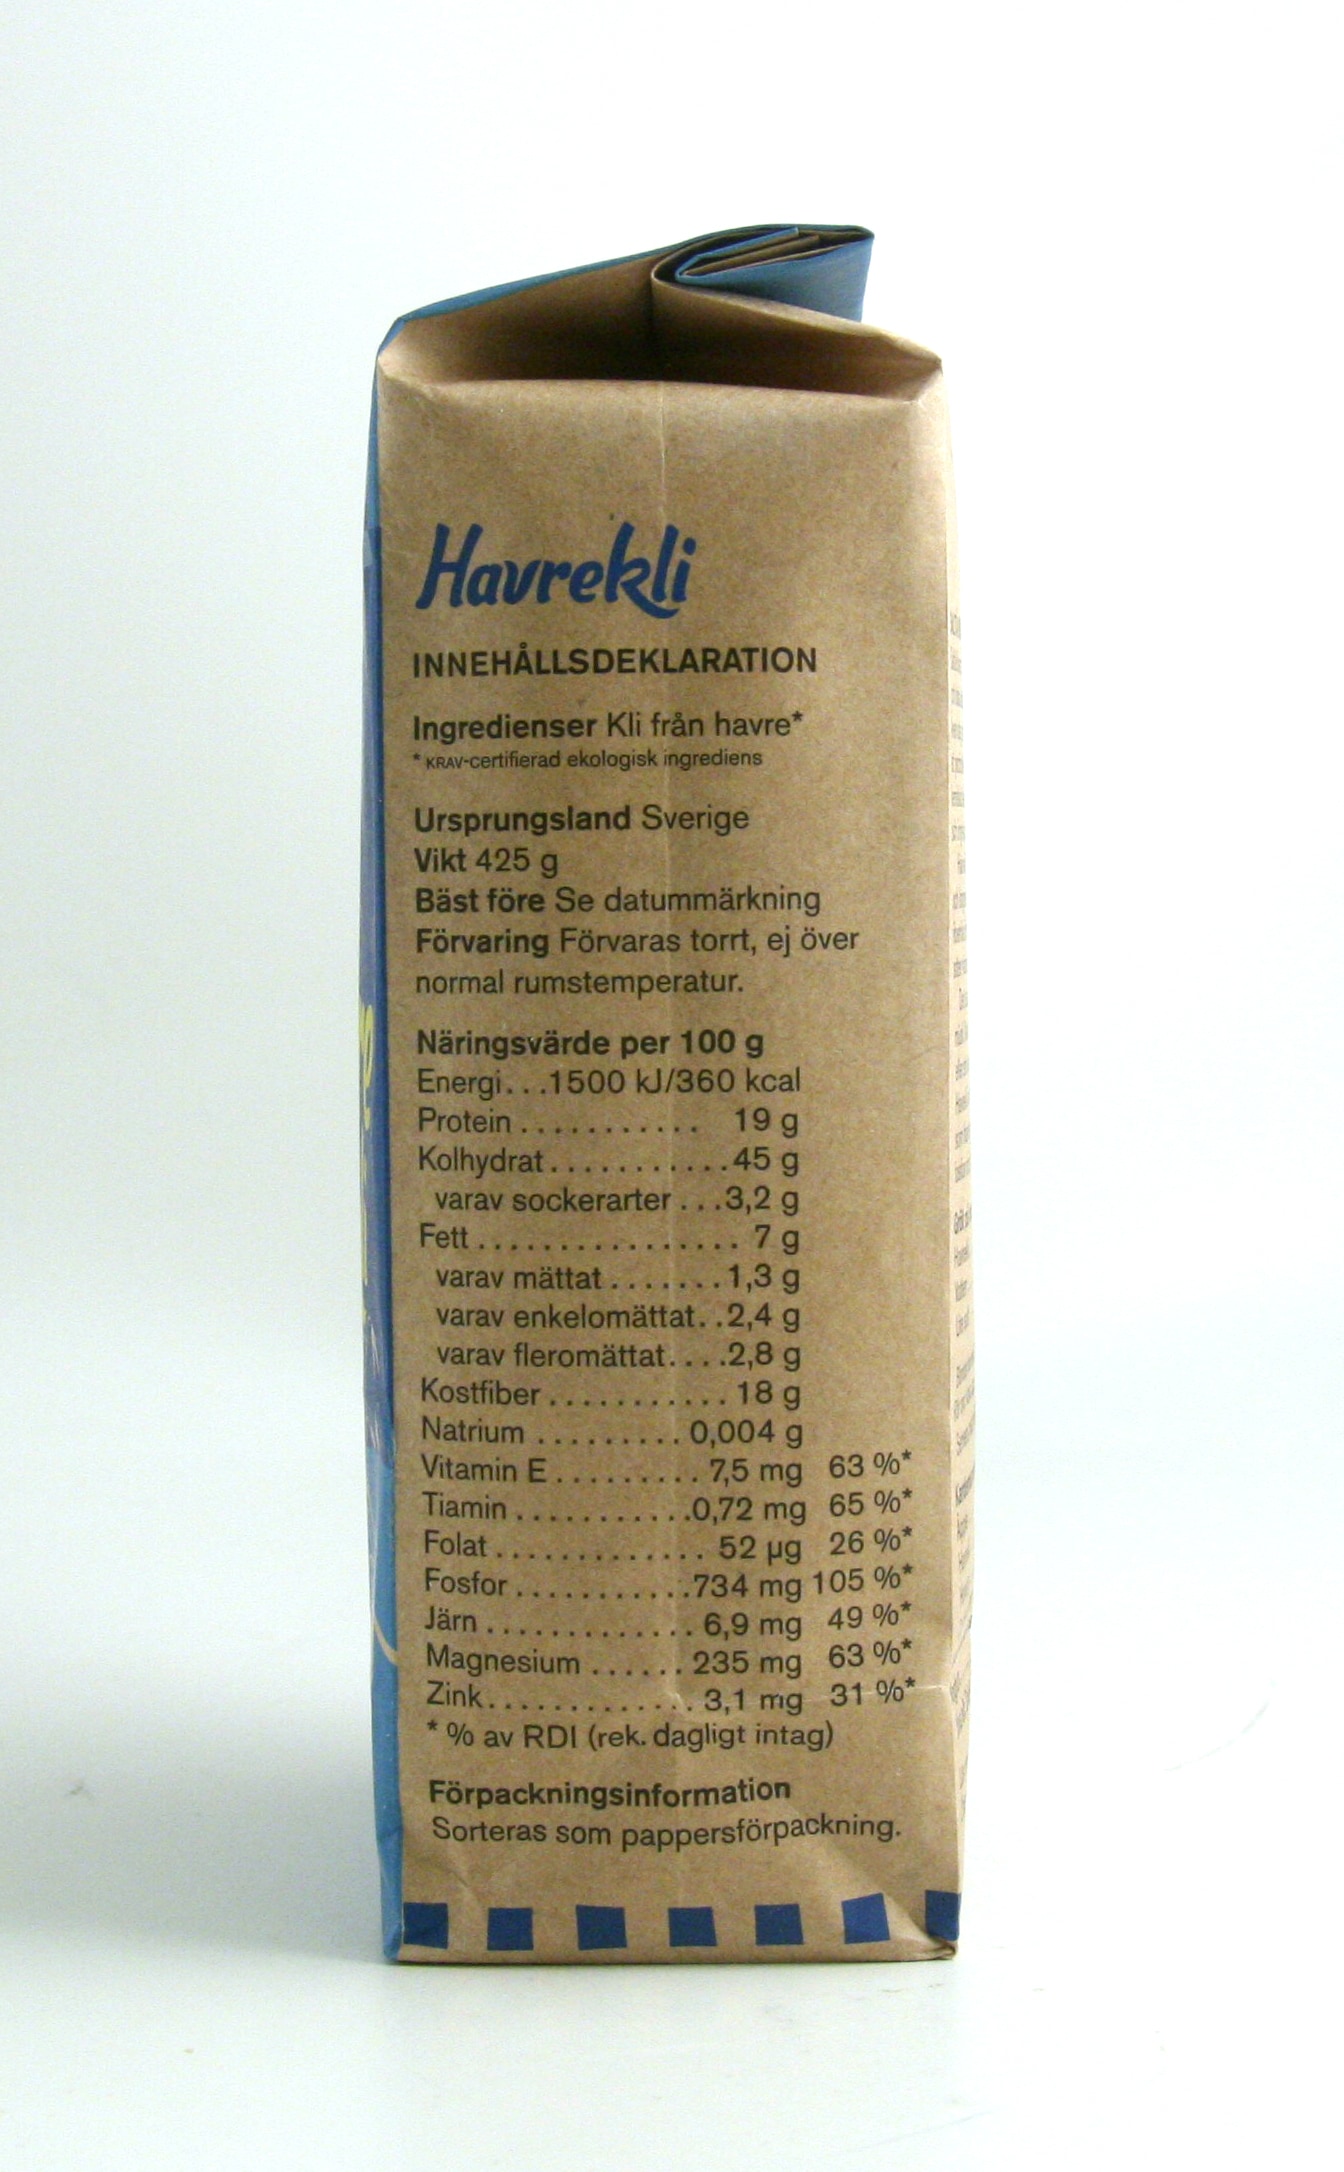 Havrekli
INNEHÅLLSDEKLARATION
Ingredienser Kli från havre*
* KRAV-certifierad ekologisk ingrediens
Ursprungsland Sverige
Vikt 425 g
Bäst före Se datummärkning
Förvaring Förvaras torrt, ej över
normal rumstemperatur.
Näringsvärde per 100 g
Energi...1500 kJ/360 kcal
Protein ........... 19 g
Kolhydrat...........45 g
varav sockerarter ...3,2 g
Fett ................ 7 g
varav mättat .......1,3 g
varav enkelomättat..2,4 g
varav fleromättat....2,8 g
Kostfiber ........... 18 g
Natrium ......... 0,004 g
Vitamin E ......... 7,5 mg 63 %*
Tiamin ...........0,72 mg 65 %*
Folat ............. 52 µg 26 %*
Fosfor ...........734 mg 105 %*
Järn ............. 6,9 mg 49 %*
Magnesium ...... 235 mg 63 %*
Zink.............. 3,1 mg 31 %*
* % av RDI (rek. dagligt intag)
Förpackningsinformation
Sorteras som pappersförpackning.